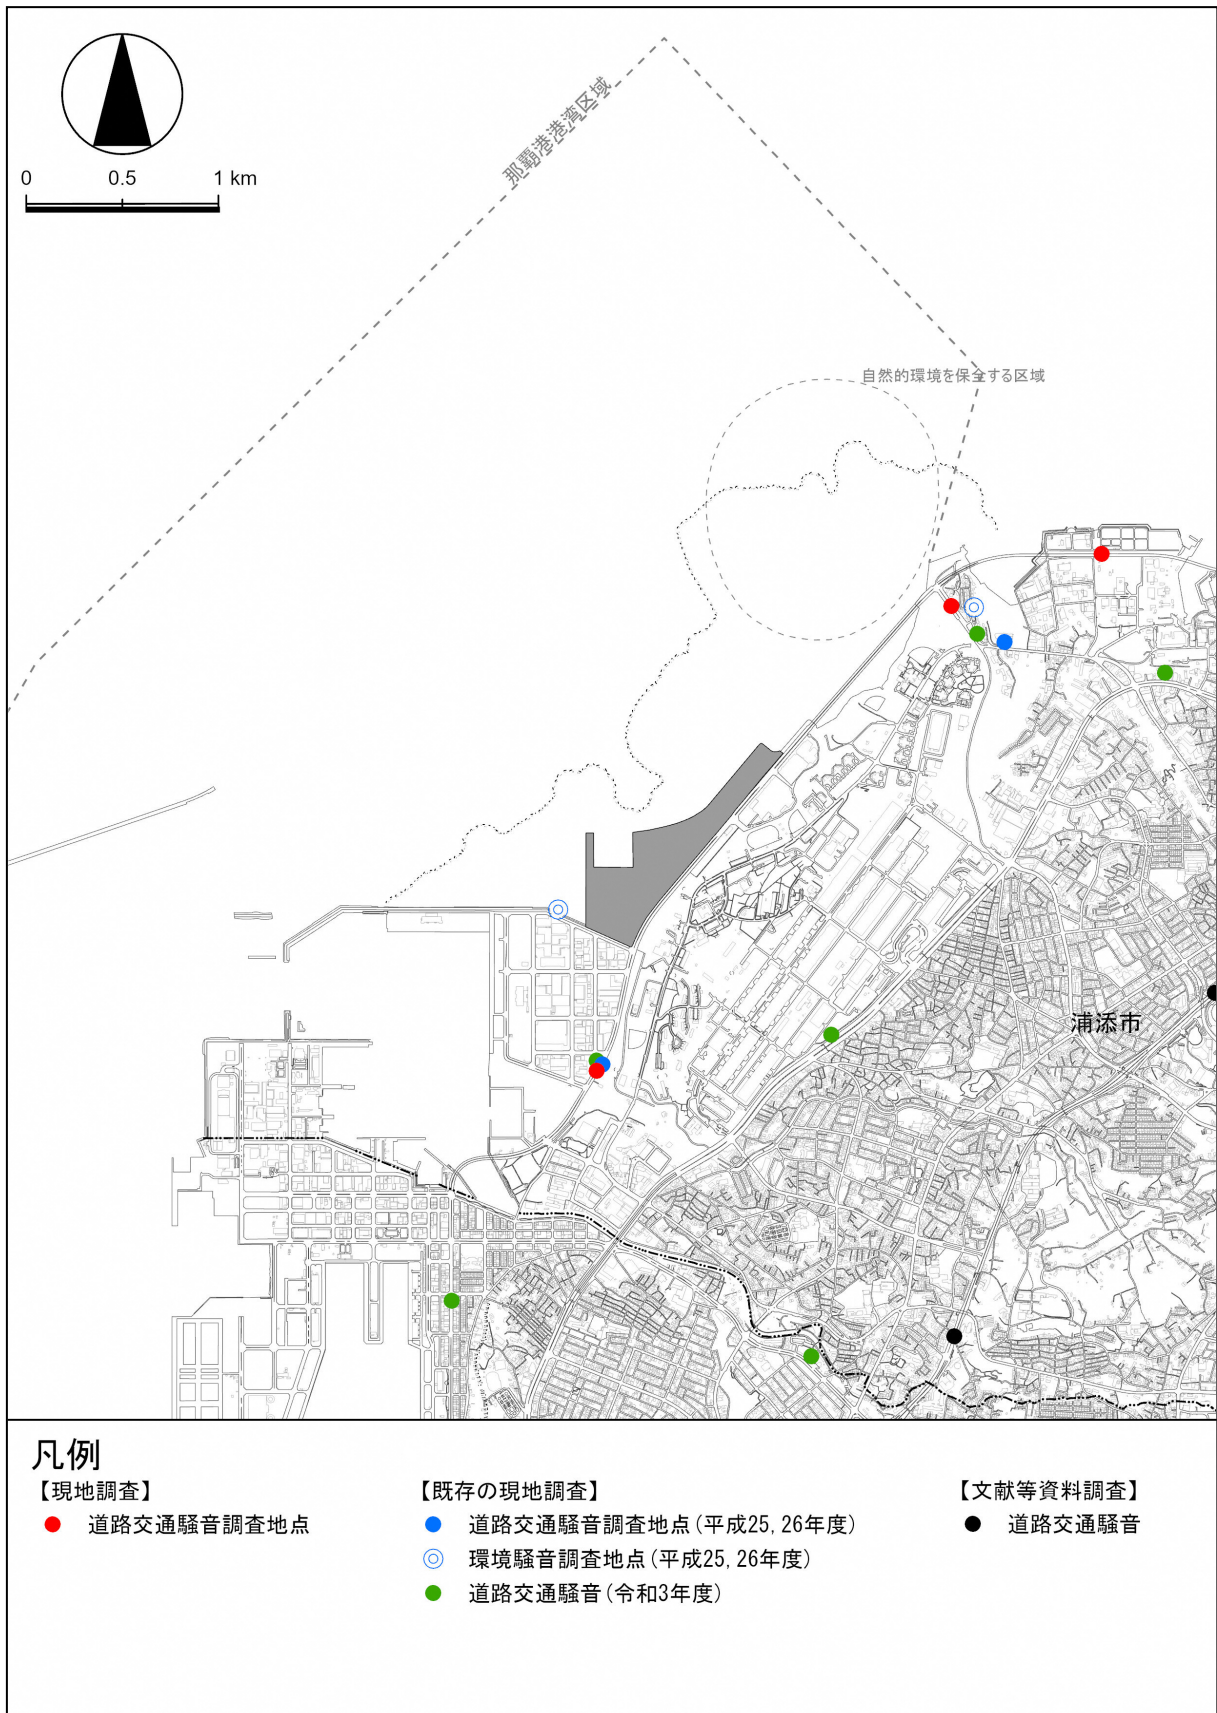 0 0.5 1 km
那覇港港湾区域
自然的環境を保全する区域
浦添市
凡例
【現地調査】
道路交通騒音調査地点
【既存の現地調査】
道路交通騒音調査地点(平成25,26年度)
環境騒音調査地点(平成25,26年度)
道路交通騒音(令和3年度)
【文献等資料調査】
道路交通騒音